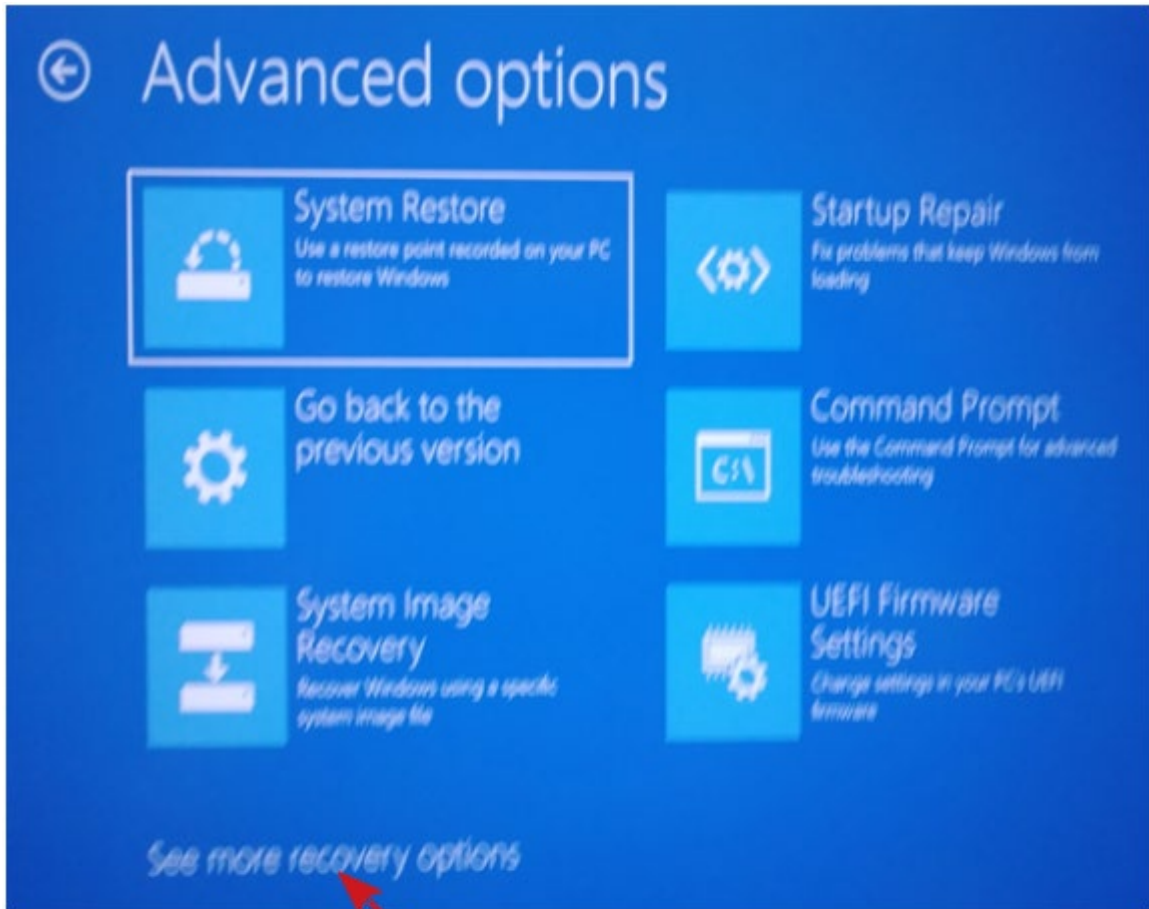 Advanced options
System Restore
Use a restore point recorded on your PC
to restore Windows
Startup Repair
Fix problems that keep Windows from
loading
Go back to the
previous version
Command Prompt
Use the Command Prompt for advanced
troubleshooting
C:\
System Image
Recovery
Recover Windows using a specific
system image file
UEFI Firmware
Settings
Change settings in your PC's UEFI
firmware
See more recovery options